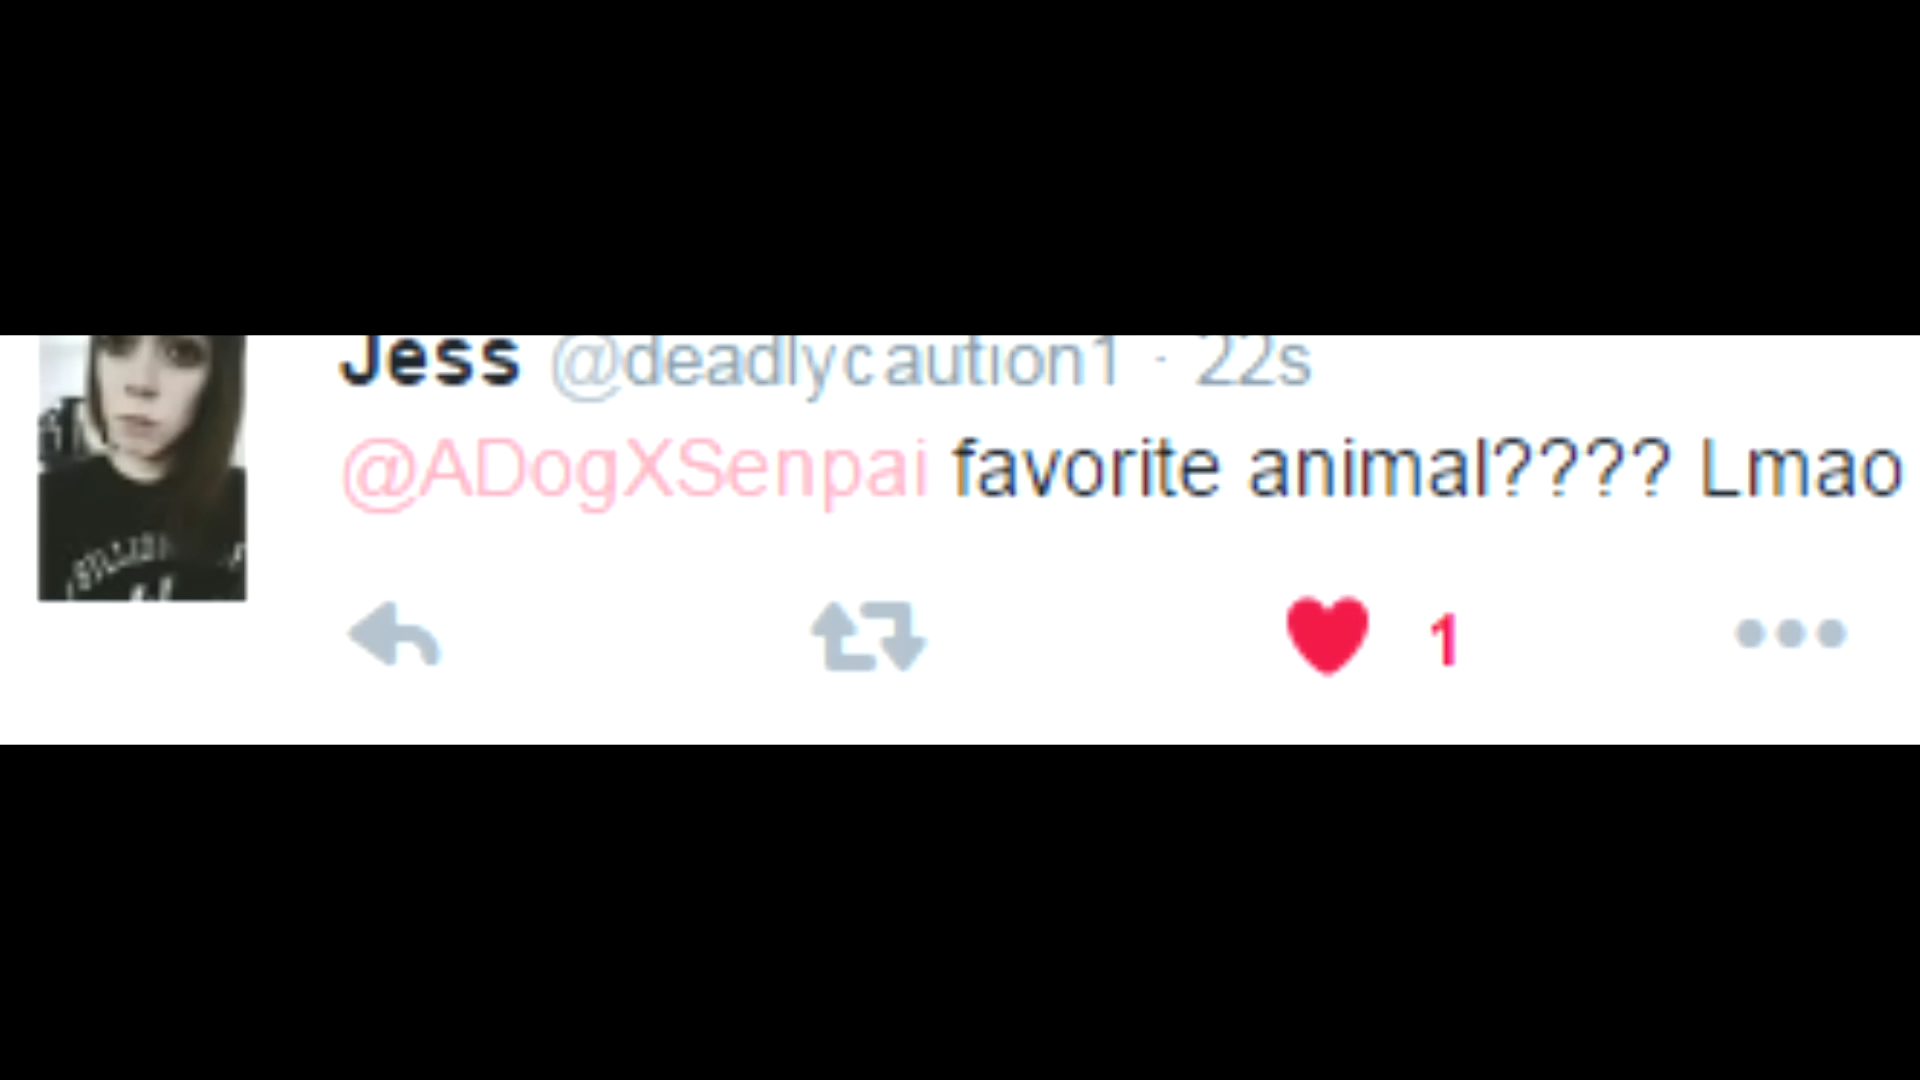 Jess @deadlycaution1 · 22s
@ADogXSenpai favorite animal???? Lmao
1